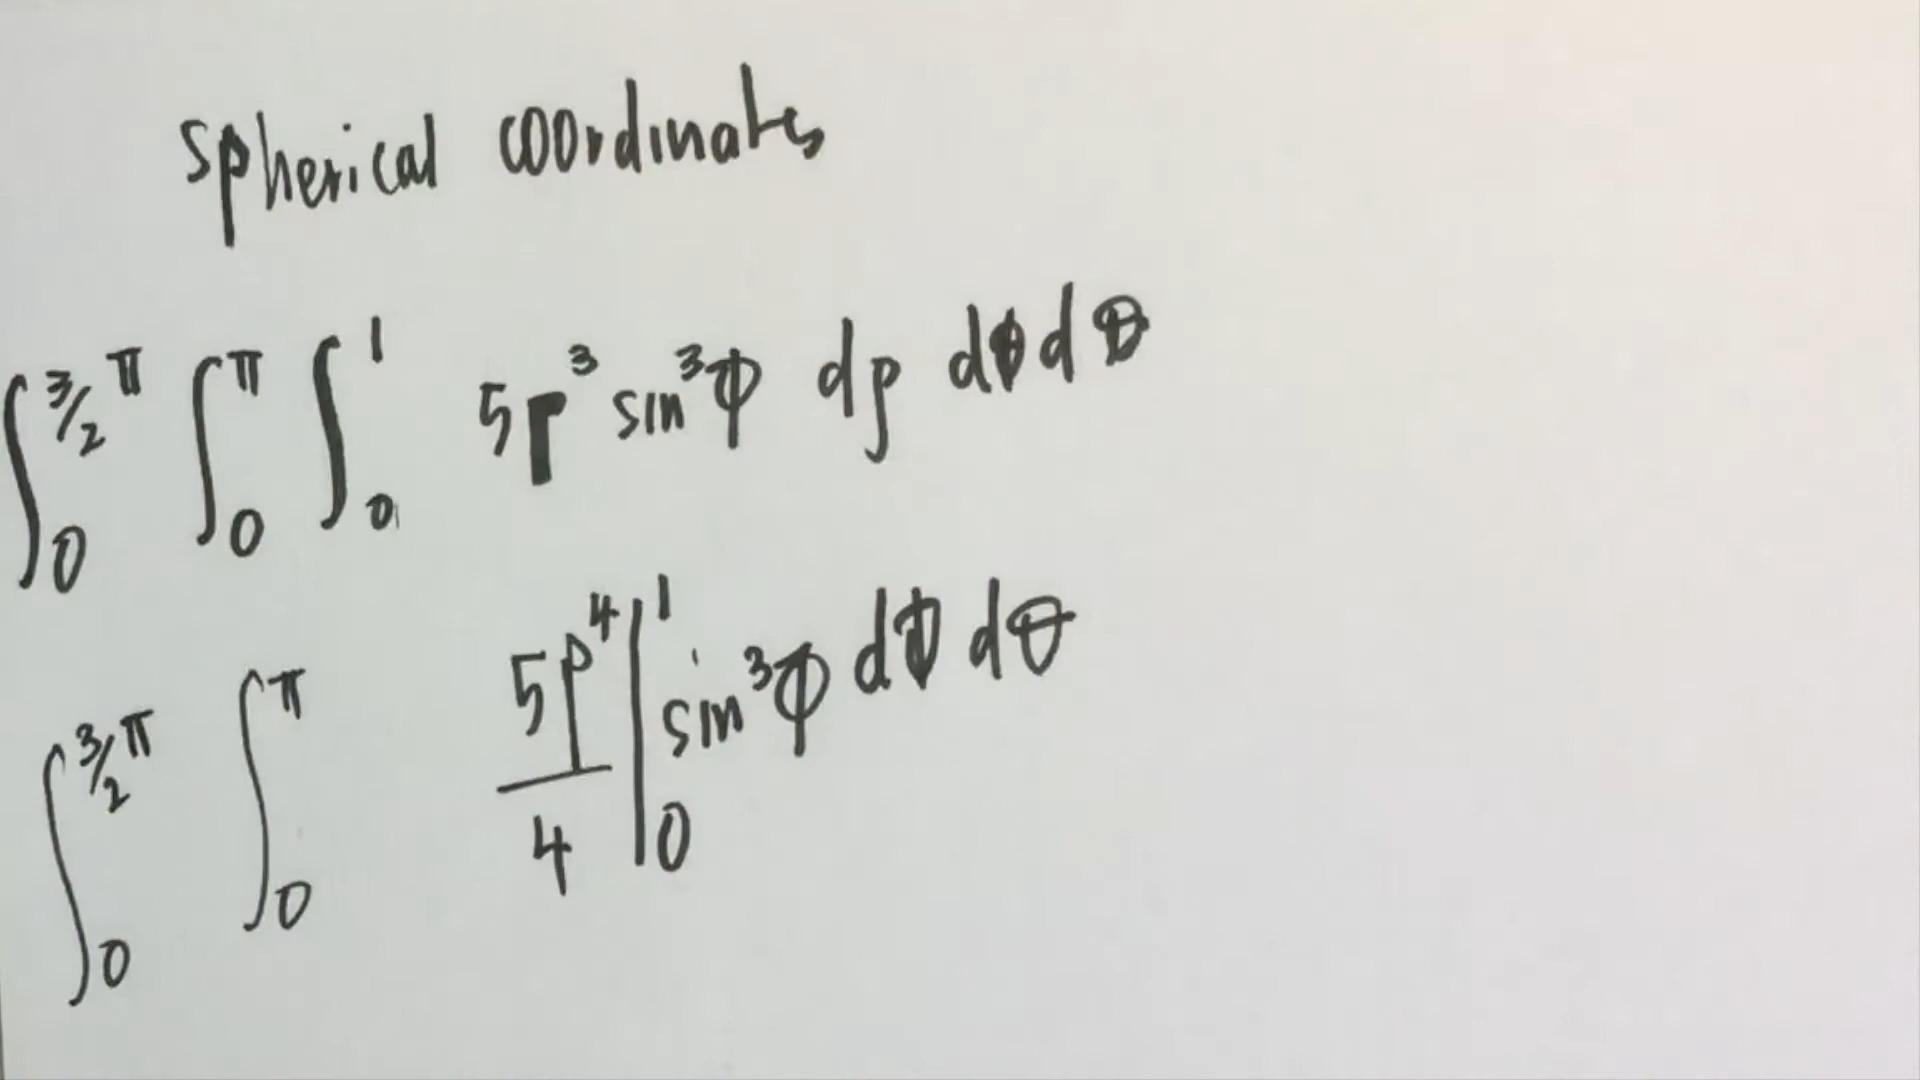 spherical coordinates
∫₀^{3/2 π} ∫₀^π ∫₀^1 5ρ³ sin³φ dρ dφ dθ
∫₀^{3/2 π} ∫₀^π 5ρ⁴/4 |₀^1 sin³φ dφ dθ